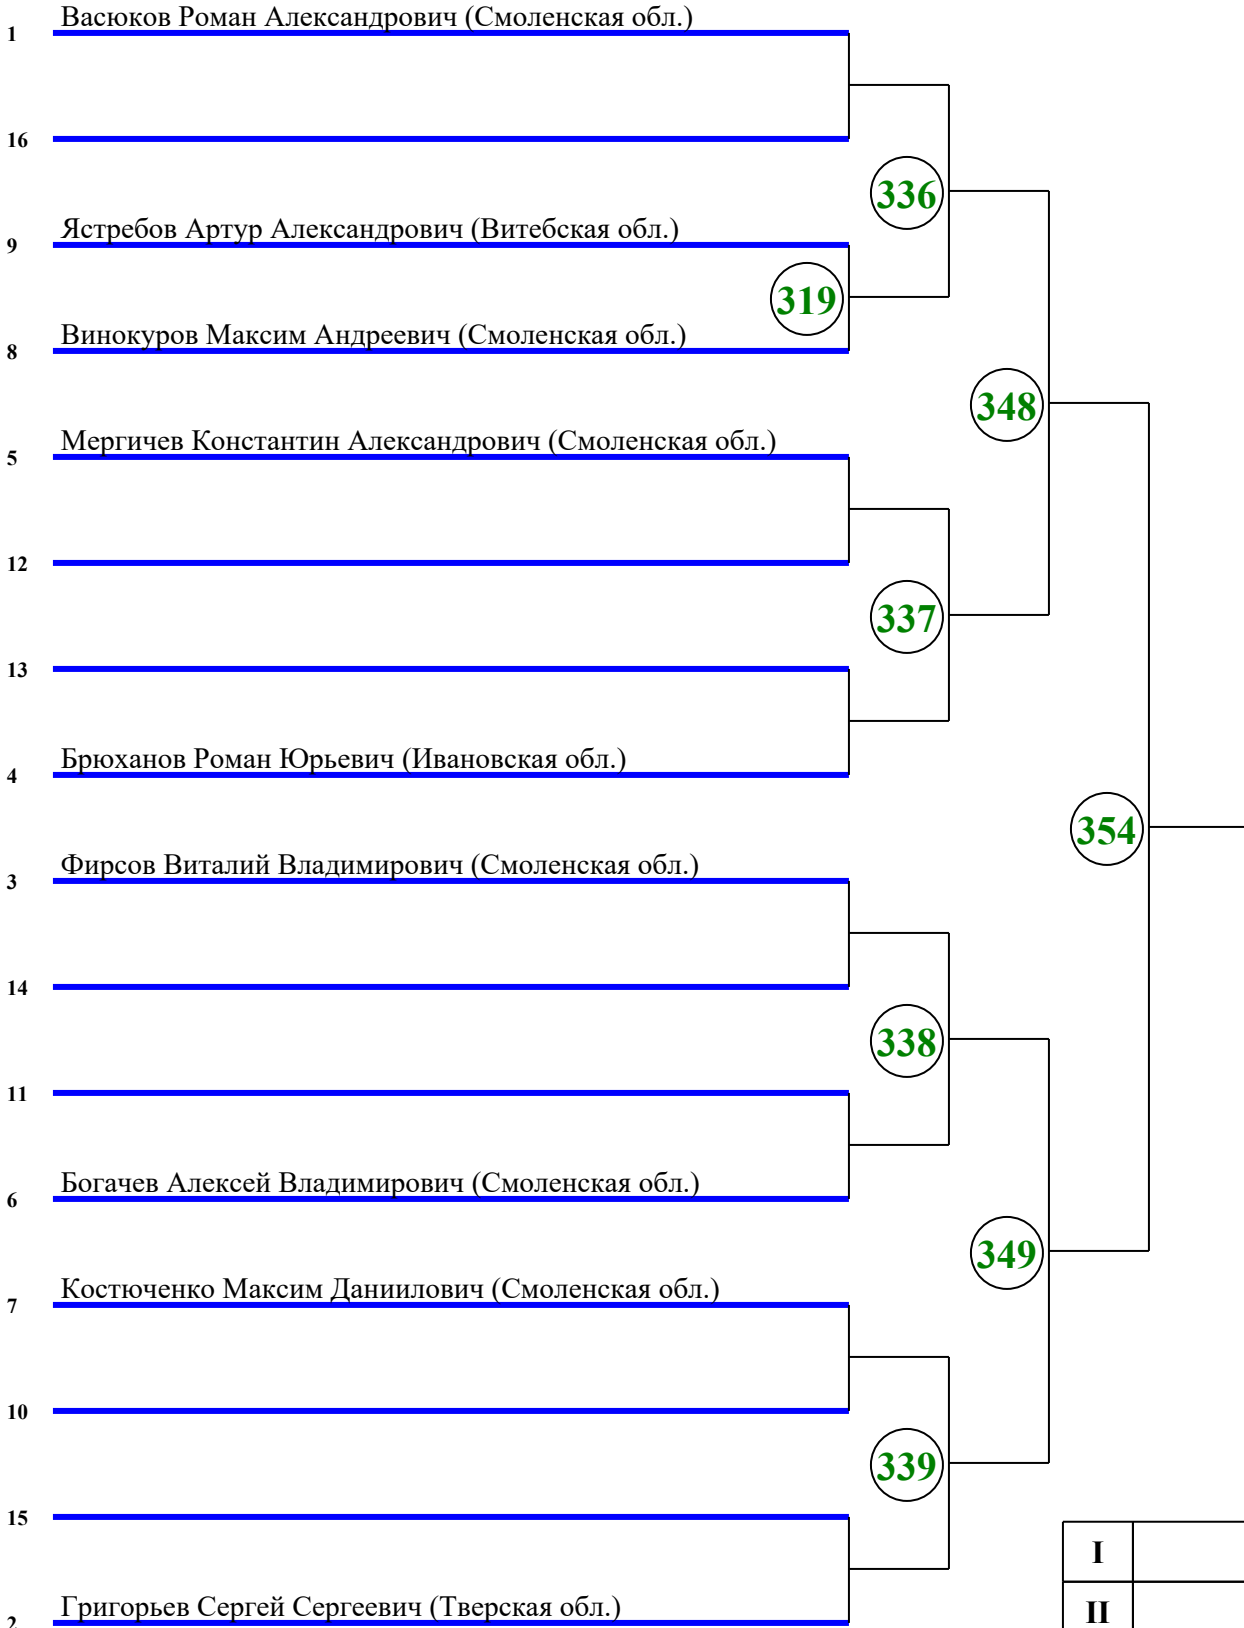 Васюков Роман Александрович (Смоленская обл.)
1
16
336
Ястребов Артур Александрович (Витебская обл.)
9
319
Винокуров Максим Андреевич (Смоленская обл.)
8
348
Мергичев Константин Александрович (Смоленская обл.)
5
12
337
13
Брюханов Роман Юрьевич (Ивановская обл.)
4
354
Фирсов Виталий Владимирович (Смоленская обл.)
3
14
338
11
Богачев Алексей Владимирович (Смоленская обл.)
6
349
Костюченко Максим Даниилович (Смоленская обл.)
7
10
339
15
I
Григорьев Сергей Сергеевич (Тверская обл.)
2
II